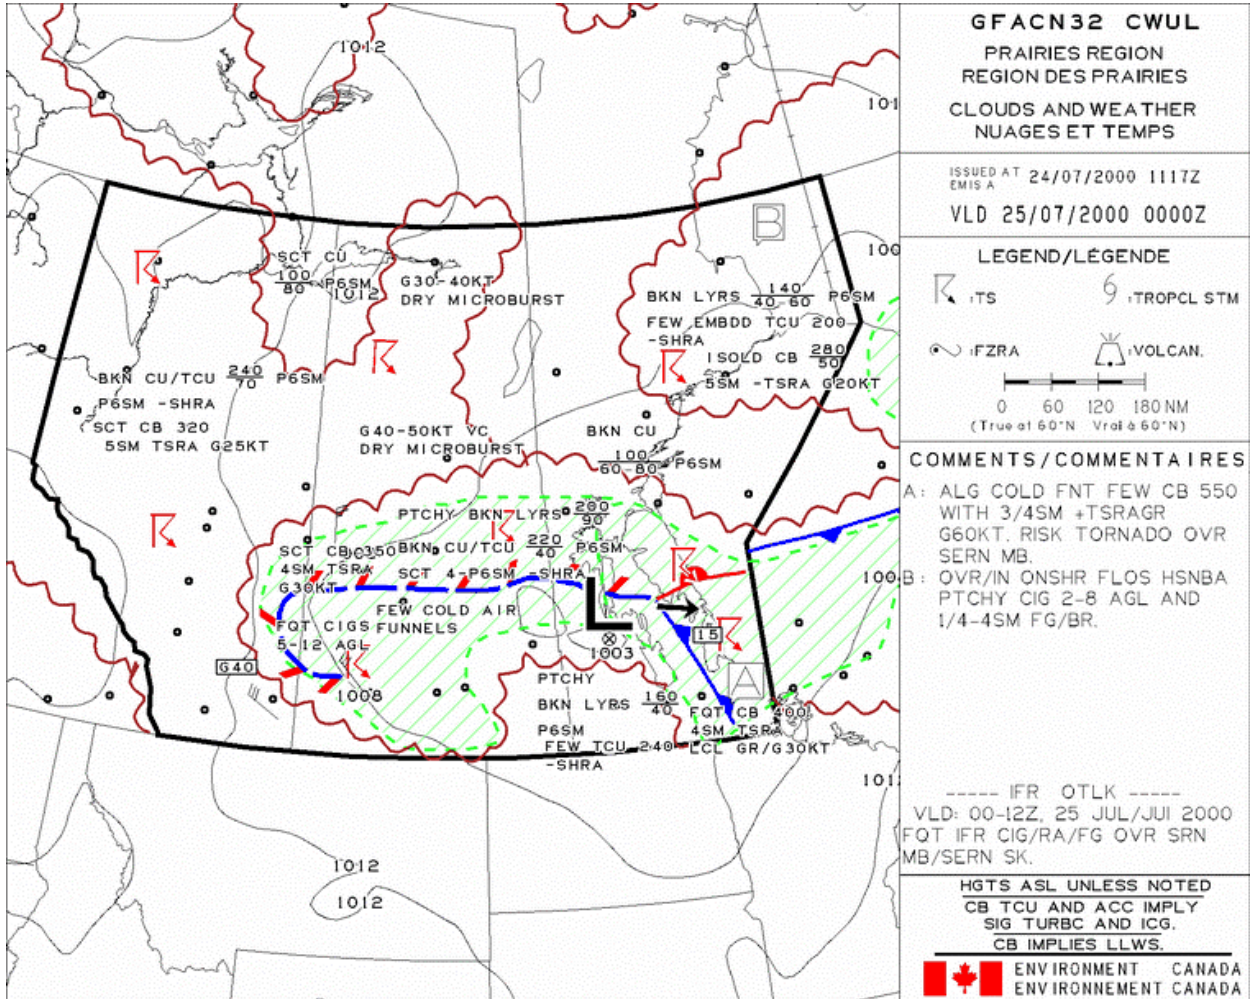 1012
101
SCT CU
100
80
P6SM
1012
G30-40KT
DRY MICROBURST
B
100
BKN LYRS 140
40-60
P6SM
FEW EMBDD TCU 200
-SHRA
ISOLD CB 280
50
5SM -TSRA G20KT
BKN CU/TCU 240
70
P6SM
P6SM -SHRA
SCT CB 320
5SM TSRA G25KT
G40-50KT VC
DRY MICROBURST
BKN CU
100
60-80
P6SM
PTCHY BKN LYRS 280
90
SCT CB 350
4SM TSRA
G30KT
BKN CU/TCU 220
40
P6SM
SCT 4-P6SM -SHRA
FEW COLD AIR
FUNNELS
FQT CIGS
5-12 AGL
G40
L
1003
15
100
1008
A
PTCHY
BKN LYRS 160
40
P6SM
FEW TCU 240
-SHRA
FQT CB 400
4SM TSRA
LCL GR/G30KT
101
1012
1012
GFACN32 CWUL
PRAIRIES REGION
REGION DES PRAIRIES
CLOUDS AND WEATHER
NUAGES ET TEMPS
ISSUED AT
EMIS A
24/07/2000 1117Z
VLD 25/07/2000 0000Z
LEGEND/LÉGENDE
:TS
:TROPCL STM
:FZRA
:VOLCAN.
0 60 120 180 NM
(True at 60°N Vrai à 60°N)
COMMENTS/COMMENTAIRES
A: ALG COLD FNT FEW CB 550
WITH 3/4SM +TSRAGR
G60KT. RISK TORNADO OVR
SERN MB.
B: OVR/IN ONSHR FLOS HSNBA
PTCHY CIG 2-8 AGL AND
1/4-4SM FG/BR.
----- IFR OTLK -----
VLD: 00-12Z, 25 JUL/JUI 2000
FQT IFR CIG/RA/FG OVR SRN
MB/SERN SK.
HGTS ASL UNLESS NOTED
CB TCU AND ACC IMPLY
SIG TURBC AND ICG.
CB IMPLIES LLWS.
ENVIRONMENT CANADA
ENVIRONNEMENT CANADA